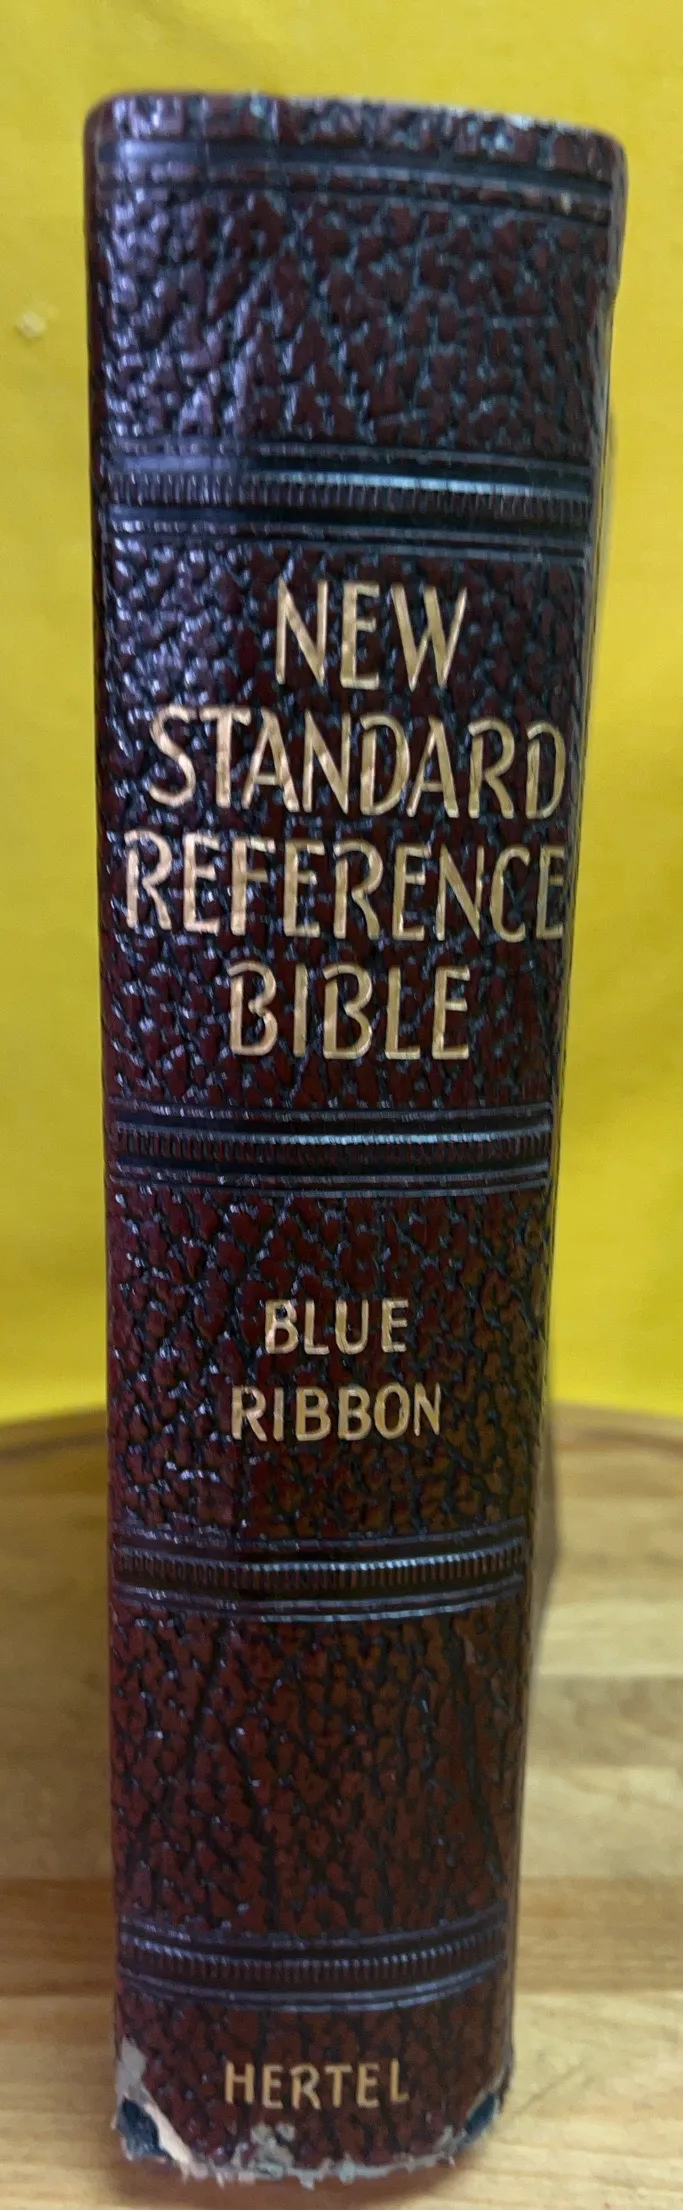 NEW
STANDARD
REFERENCE
BIBLE
BLUE
RIBBON
HERTEL